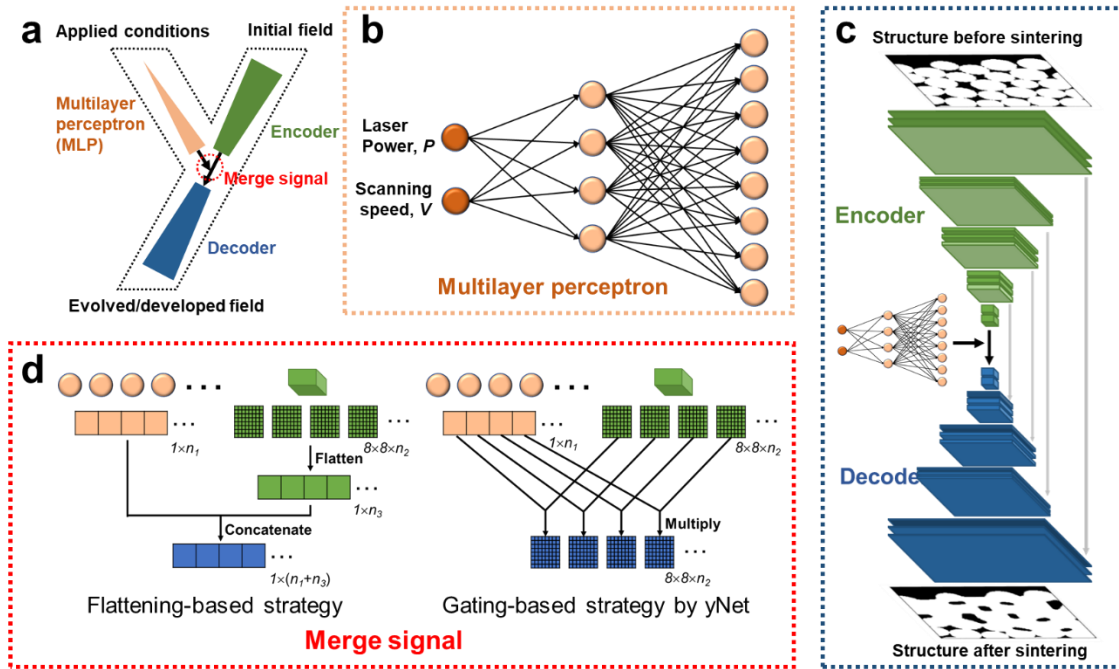 a
Applied conditions
Initial field
Multilayer
perceptron
(MLP)
Encoder
Merge signal
Decoder
Evolved/developed field
b
Laser
Power, P
Scanning
speed, V
Multilayer perceptron
c
Structure before sintering
Encoder
Decode
Structure after sintering
d
...
...
1×n1
...
8×8×n2
Flatten
...
1×n3
Concatenate
...
1×(n1+n3)
Flattening-based strategy
...
...
1×n1
...
8×8×n2
Multiply
...
8×8×n2
Gating-based strategy by yNet
Merge signal